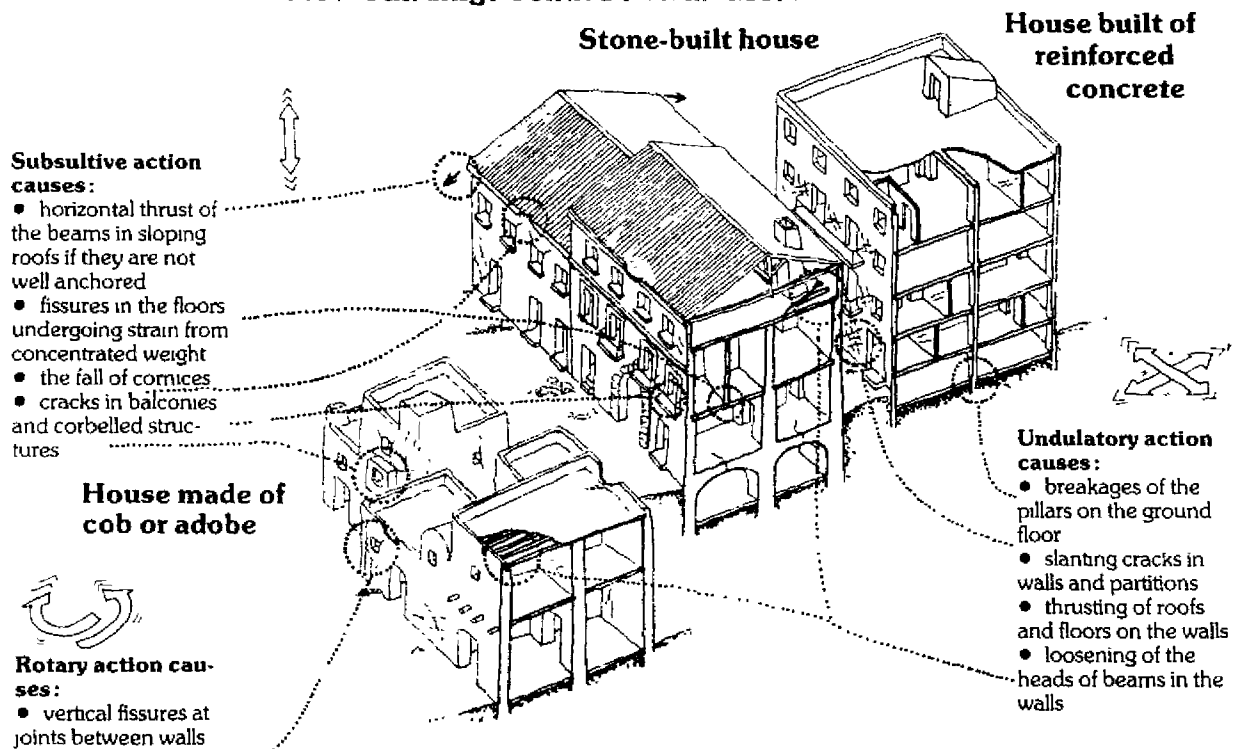 Stone-built house
House built of
reinforced
concrete
Subsultive action
causes:
• horizontal thrust of
the beams in sloping
roofs if they are not
well anchored
• fissures in the floors
undergoing strain from
concentrated weight
• the fall of cornices
• cracks in balconies
and corbelled struc-
tures
House made of
cob or adobe
Rotary action cau-
ses:
• vertical fissures at
joints between walls
Undulatory action
causes:
• breakages of the
pillars on the ground
floor
• slanting cracks in
walls and partitions
• thrusting of roofs
and floors on the walls
• loosening of the
heads of beams in the
walls